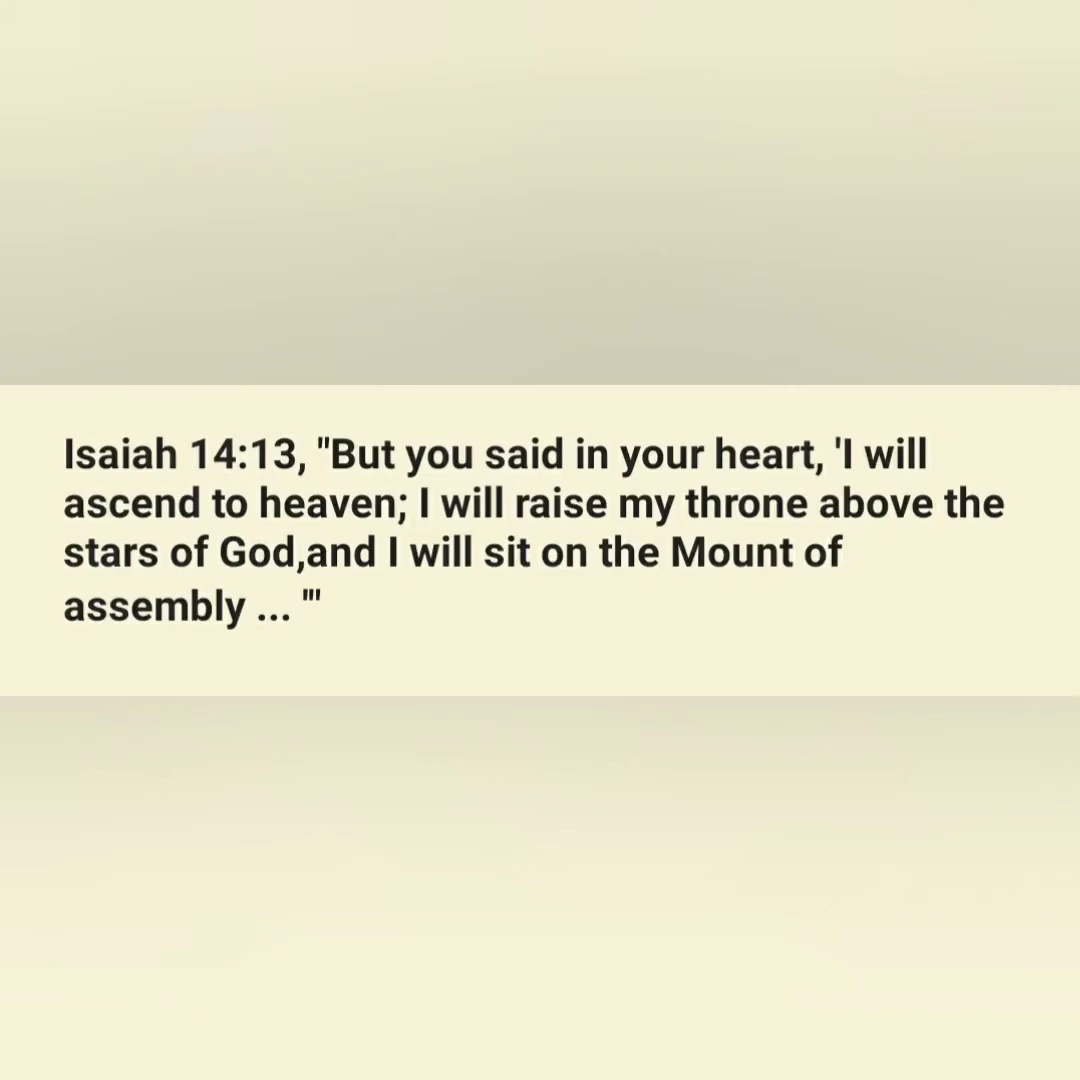 Isaiah 14:13, "But you said in your heart, 'I will
ascend to heaven; I will raise my throne above the
stars of God,and I will sit on the Mount of
assembly ... '"